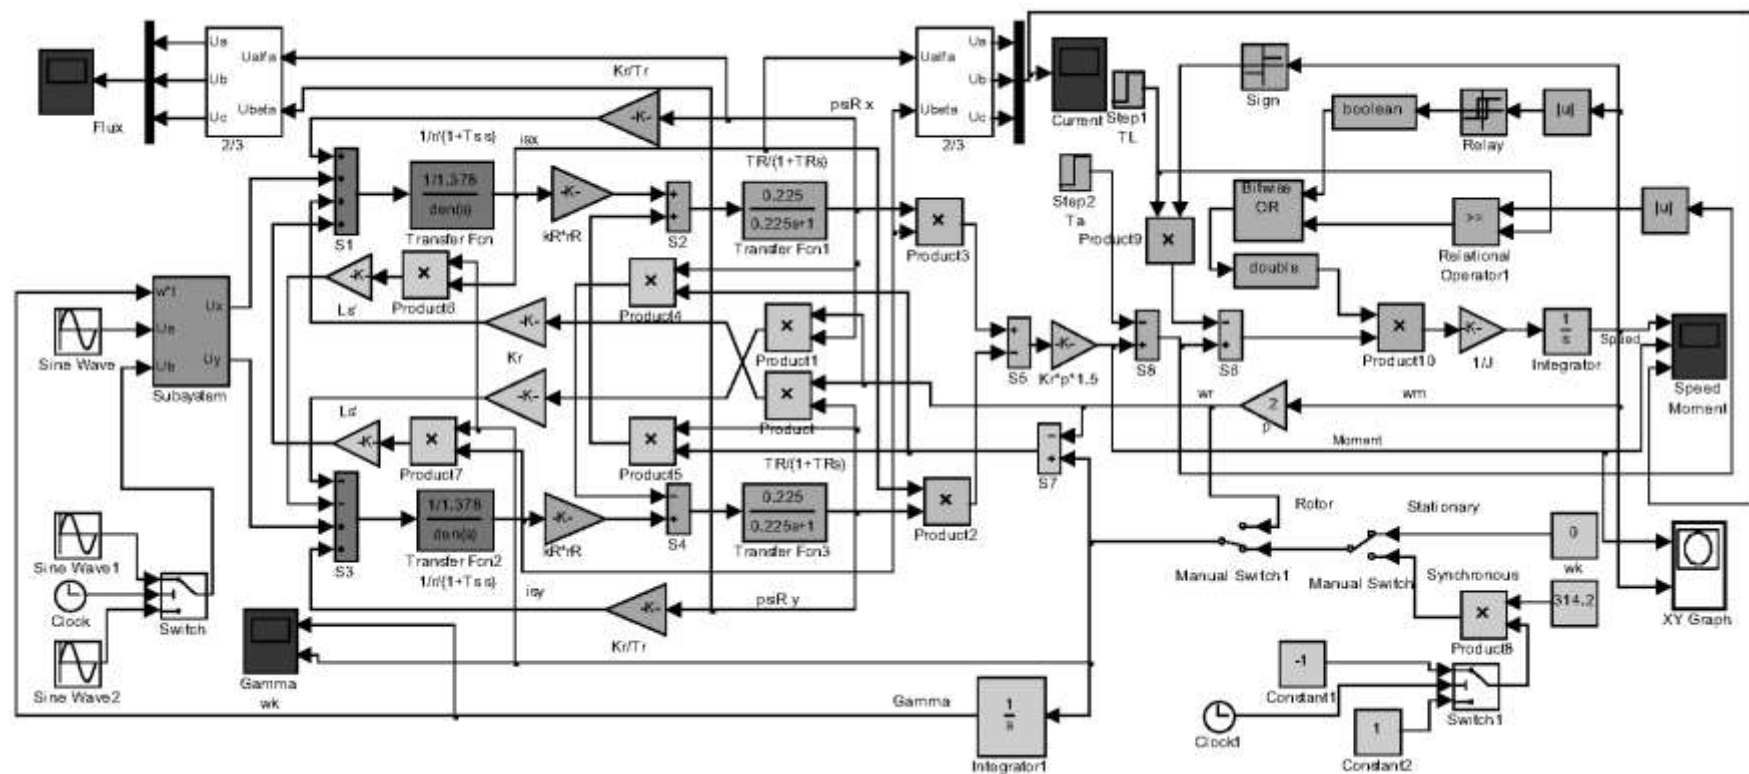 Flux
Ua
Ub
Uc
Ualfa
Ubeta
2/3
Kr/Tr
-K-
psiR x
1/r'(1+Ts's)
isx
S1
1/1.378
den(s)
Transfer Fcn
-K-
kR*rR
+
+
S2
TR/(1+TRs)
0.225
0.225s+1
Transfer Fcn1
Ualfa
Ubeta
Ua
Ub
Uc
2/3
Current
Step1
TL
Step2
Ta
Sign
boolean
Relay
|u|
Bitwise
OR
double
>>
Relational
Operator1
|u|
×
Product9
×
Product3
-K-
Ls'
×
Product6
-K-
Kr
×
Product4
×
Product1
w*t
Ua
Ub
Ux
Uy
Subsystem
Sine Wave
-K-
×
Product
+
-
S5
-K-
Kr*p*1.5
-
+
S8
-
+
S6
×
Product10
-K-
1/J
1
s
Integrator
Speed
Speed
Moment
wr
2
p
wm
Moment
Ls'
-K-
×
Product7
×
Product5
-
+
S7
S3
1/1.378
den(s)
Transfer Fcn2
1/r'(1+Ts's)
-K-
kR*rR
-
+
S4
TR/(1+TRs)
0.225
0.225s+1
Transfer Fcn3
×
Product2
isy
psiR y
-K-
Kr/Tr
Sine Wave1
Clock
Switch
Sine Wave2
Gamma
wk
Rotor
Manual Switch1
Stationary
Manual Switch
Synchronous
0
wk
314.2
×
Product8
XY Graph
-1
Constant1
Clock1
1
Constant2
Switch1
Gamma
1
s
Integrator1